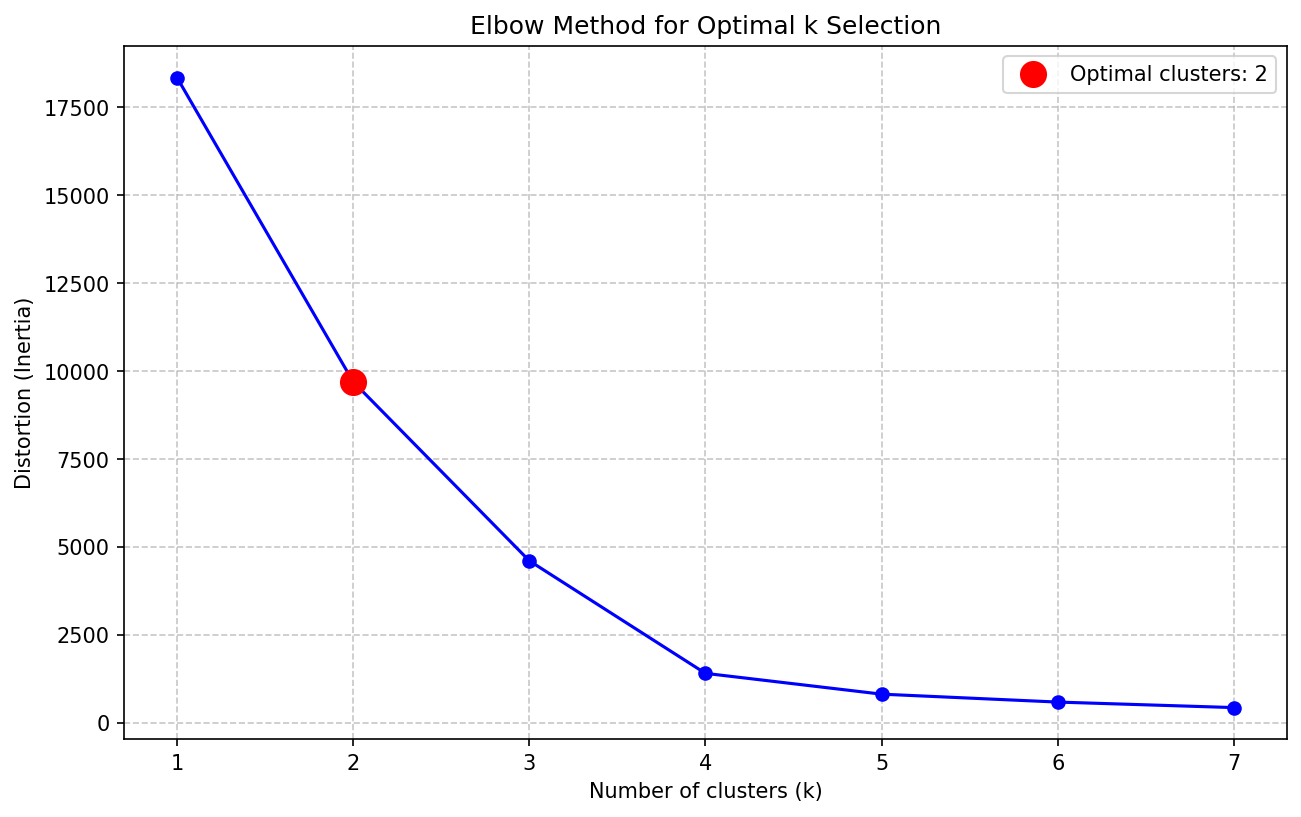 Elbow Method for Optimal k Selection
Optimal clusters: 2
Distortion (Inertia)
17500
15000
12500
10000
7500
5000
2500
0
1 2 3 4 5 6 7
Number of clusters (k)